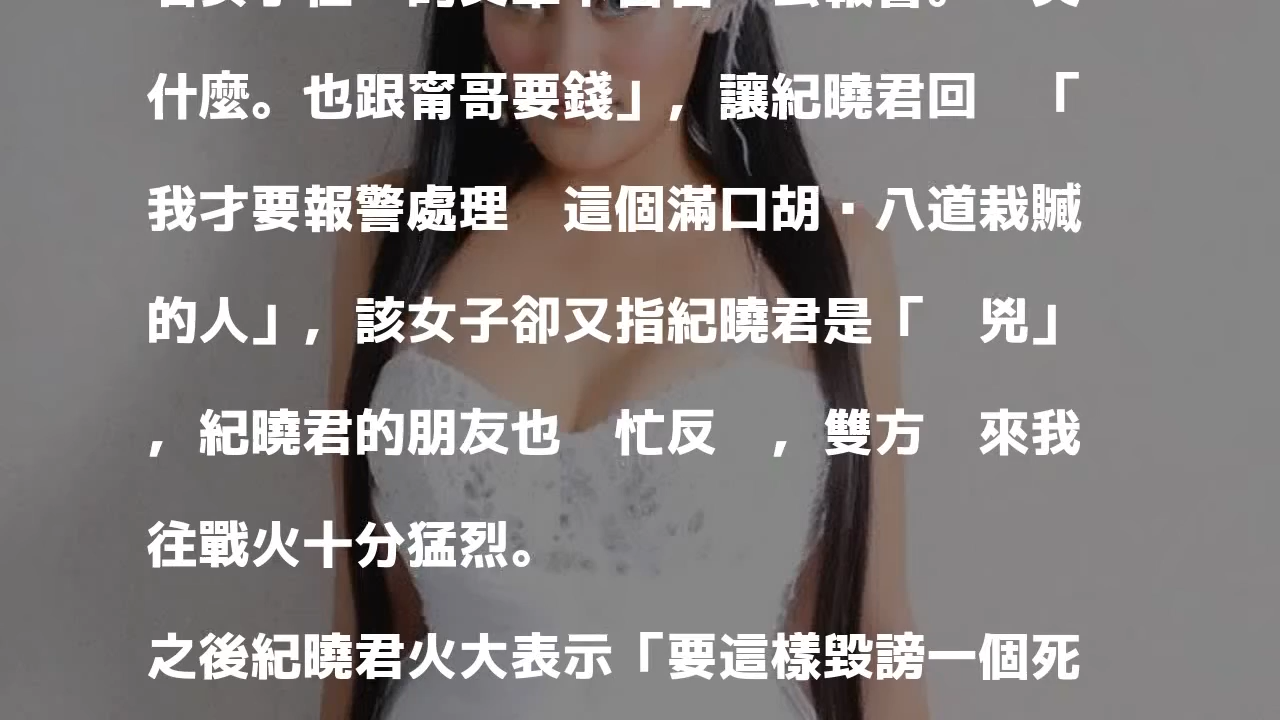 什麼。也跟甯哥要錢」，讓紀曉君回　「
我才要報警處理　這個滿口胡·八道栽贓
的人」，該女子卻又指紀曉君是「　兇」
，紀曉君的朋友也　忙反　，雙方　來我
往戰火十分猛烈。
之後紀曉君火大表示「要這樣毀謗一個死